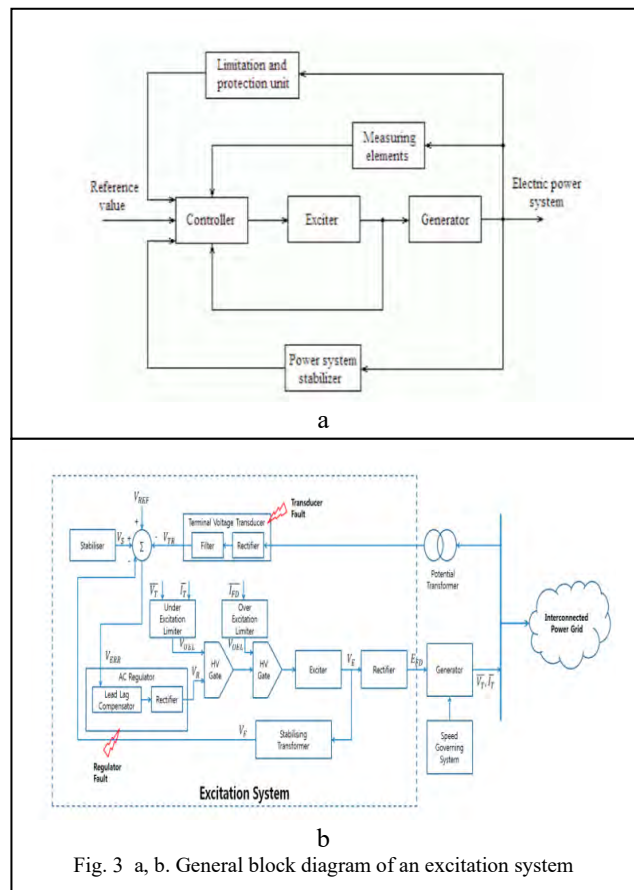 Limitation and
protection unit
Measuring
elements
Reference
value
Electric power
system
Controller
Exciter
Generator
Power system
stabilizer
a
V_REF
Transducer
Fault
Terminal Voltage Transducer
Stabiliser
V_S
+
+
-
-
Σ
V_TR
Filter
Rectifier
Potential
Transformer
V_T
I_T
I_FD
Under
Excitation
Limiter
Over
Excitation
Limiter
Interconnected
Power Grid
V_ERR
V_UEL
V_OEL
HV
Gate
HV
Gate
Exciter
V_E
Rectifier
E_FD
Generator
V_T, I_T
AC Regulator
V_R
Lead Lag
Compensator
Rectifier
V_F
Stabilising
Transformer
Speed
Governing
System
Regulator
Fault
Excitation System
b
Fig. 3 a, b. General block diagram of an excitation system